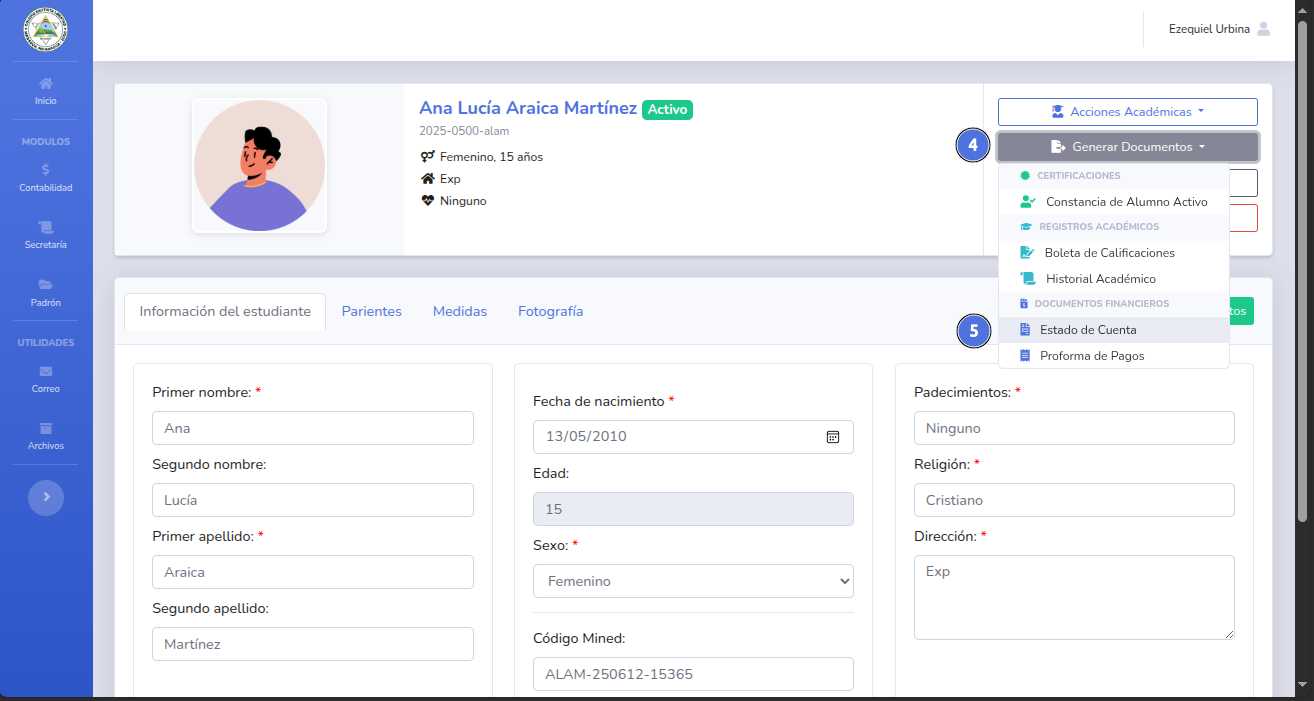 Ezequiel Urbina
Inicio
MODULOS
Contabilidad
Secretaría
Padrón
UTILIDADES
Correo
Archivos
Ana Lucía Araica Martínez Activo
2025-0500-alam
Femenino, 15 años
Exp
Ninguno
Acciones Académicas
4
Generar Documentos
CERTIFICACIONES
Constancia de Alumno Activo
REGISTROS ACADÉMICOS
Boleta de Calificaciones
Historial Académico
DOCUMENTOS FINANCIEROS
5
Estado de Cuenta
Proforma de Pagos
tos
Información del estudiante
Parientes
Medidas
Fotografía
Primer nombre: *
Ana
Segundo nombre:
Lucía
Primer apellido: *
Araica
Segundo apellido:
Martínez
Fecha de nacimiento *
13/05/2010
Edad:
15
Sexo: *
Femenino
Código Mined:
ALAM-250612-15365
Padecimientos: *
Ninguno
Religión: *
Cristiano
Dirección: *
Exp